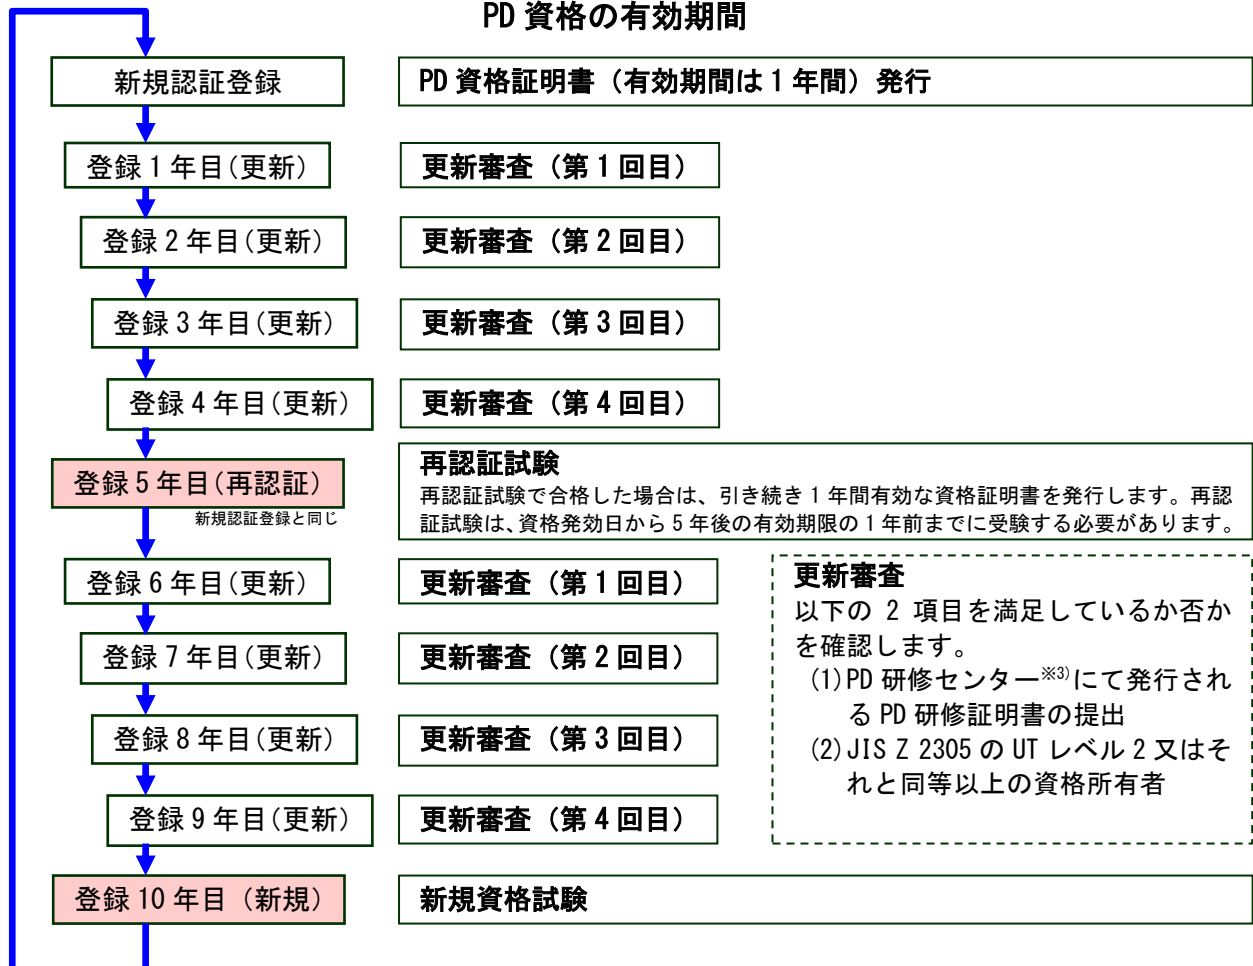 PD 資格の有効期間
新規認証登録
PD 資格証明書（有効期間は 1 年間）発行
登録 1 年目(更新)
更新審査（第 1 回目）
登録 2 年目(更新)
更新審査（第 2 回目）
登録 3 年目(更新)
更新審査（第 3 回目）
登録 4 年目(更新)
更新審査（第 4 回目）
登録 5 年目(再認証)
新規認証登録と同じ
再認証試験
再認証試験で合格した場合は、引き続き 1 年間有効な資格証明書を発行します。再認
証試験は、資格発効日から 5 年後の有効期限の 1 年前までに受験する必要があります。
登録 6 年目(更新)
更新審査（第 1 回目）
登録 7 年目(更新)
更新審査（第 2 回目）
登録 8 年目(更新)
更新審査（第 3 回目）
登録 9 年目(更新)
更新審査（第 4 回目）
更新審査
以下の 2 項目を満足しているか否か
を確認します。
(1)PD 研修センター※3)にて発行され
る PD 研修証明書の提出
(2)JIS Z 2305 の UT レベル 2 又はそ
れと同等以上の資格所有者
登録 10 年目（新規）
新規資格試験